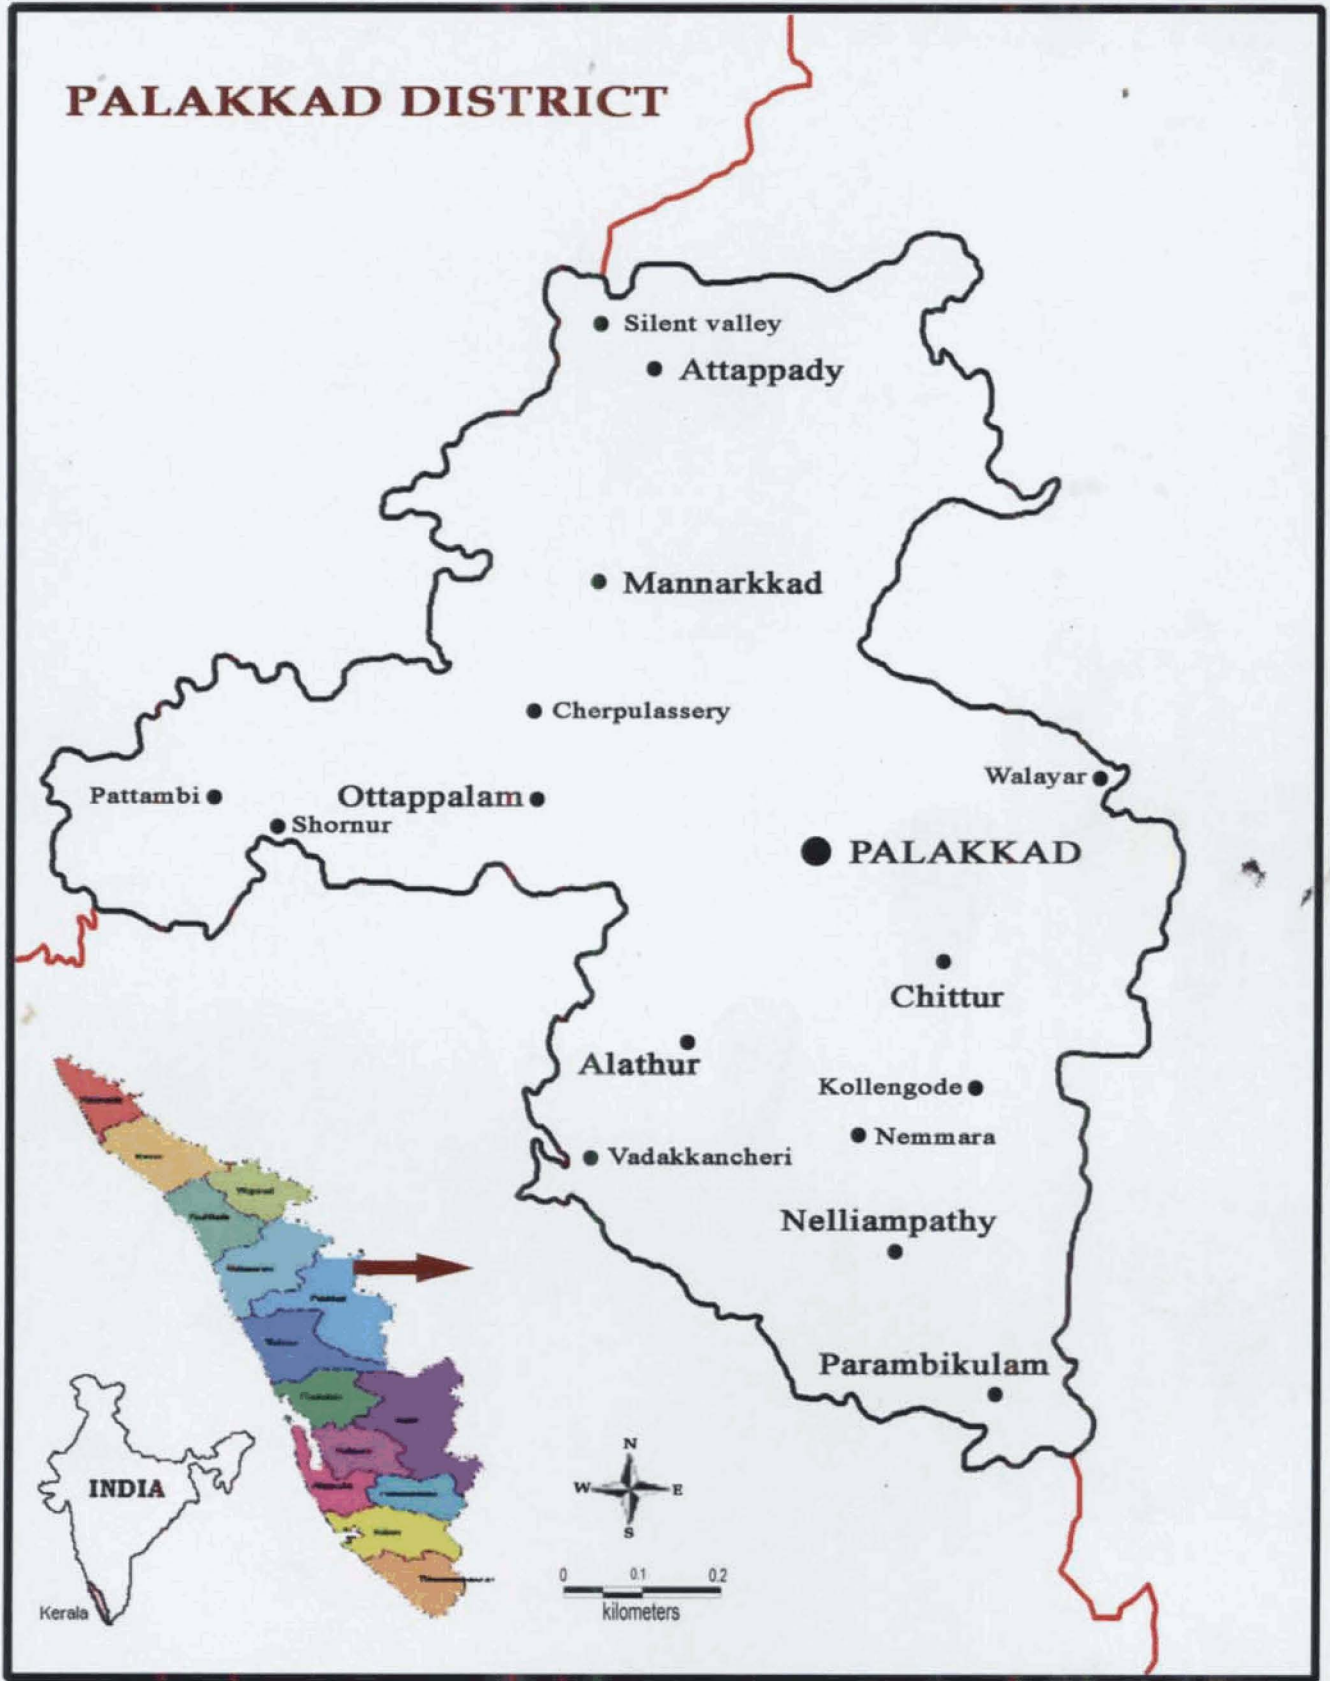 PALAKKAD DISTRICT
Silent valley
Attappady
Mannarkkad
Cherpulassery
Walayar
Pattambi
Ottappalam
Shornur
PALAKKAD
Chittur
Alathur
Kollengode
Nemmara
Vadakkancheri
Nelliampathy
Parambikulam
INDIA
Kerala
N
W E
S
0 0.1 0.2
kilometers